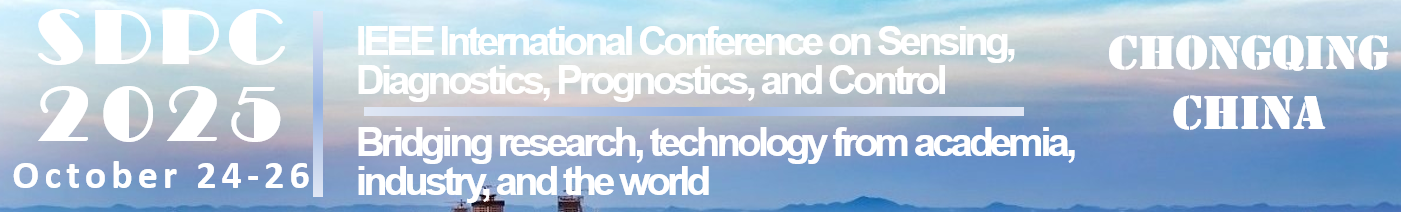 SDPC
2025
October 24-26
IEEE International Conference on Sensing,
Diagnostics, Prognostics, and Control
Bridging research, technology from academia,
industry, and the world
CHONGQING
CHINA